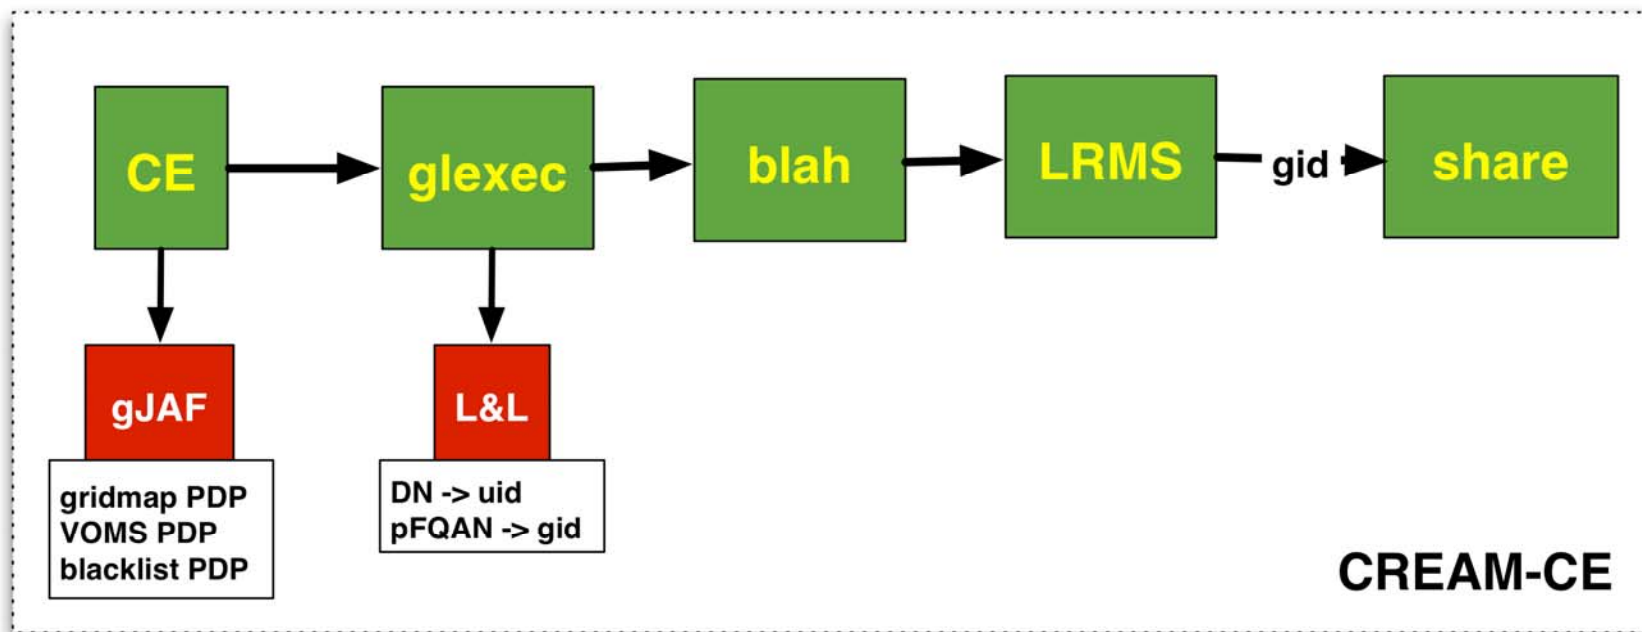 CE
glexec
blah
LRMS
gid
share
gJAF
L&L
gridmap PDP
VOMS PDP
blacklist PDP
DN -> uid
pFQAN -> gid
CREAM-CE